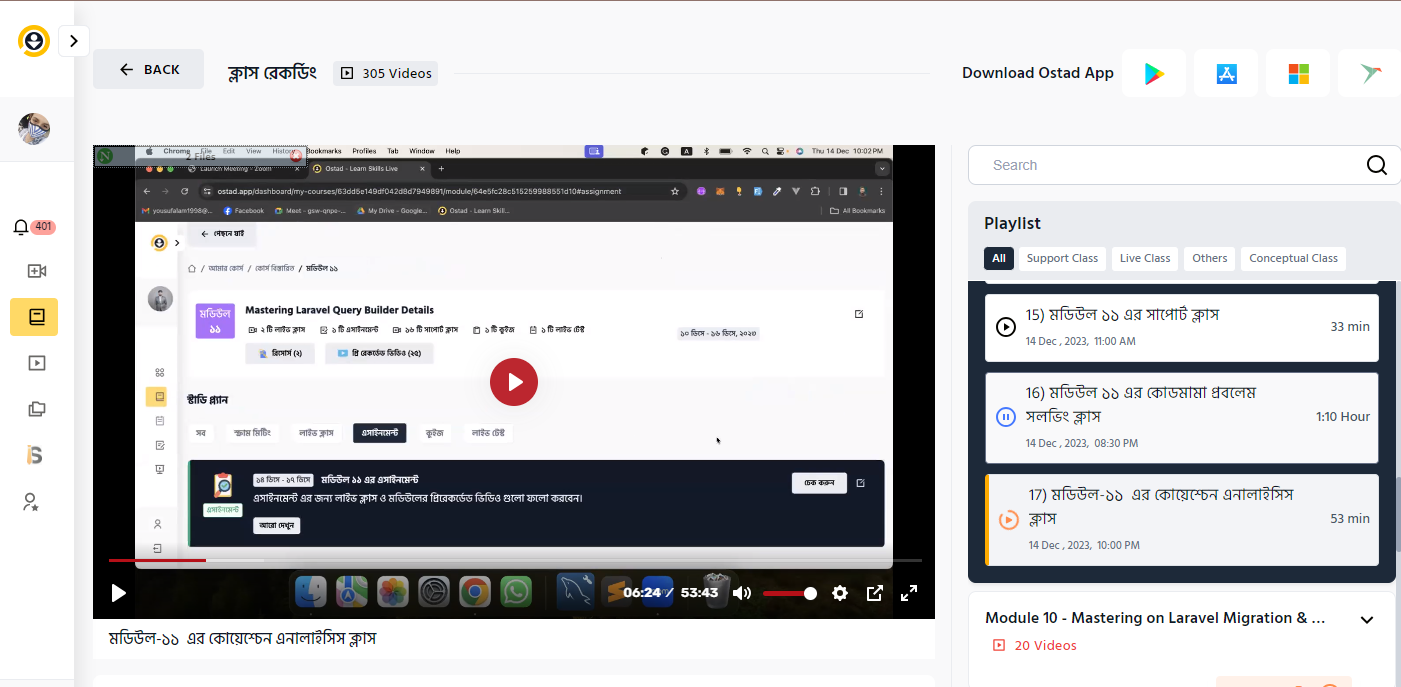 BACK
ক্লাস রেকর্ডিং
305 Videos
Download Ostad App
401
2 Files
Chrome File Edit View History Bookmarks Profiles Tab Window Help
Thu 14 Dec 10:02 PM
Launch Meeting - Zoom
Ostad - Learn Skills Live
ostad.app/dashboard/my-courses/63dd5e149df042d8d7949891/module/64e5fc28c515259988551d10#assignment
yousufalam1998@...
Facebook
Meet - gsw-qnpe-...
My Drive - Google...
Ostad - Learn Skill...
All Bookmarks
পেছনে যাই
/ আমার কোর্স / কোর্স বিস্তারিত / মডিউল ১১
মডিউল
১১
Mastering Laravel Query Builder Details
২ টি লাইভ ক্লাস
১ টি এসাইনমেন্ট
১৬ টি সাপোর্ট ক্লাস
১ টি কুইজ
১ টি লাইভ টেস্ট
১০ ডিসে - ১৬ ডিসে, ২০২৩
রিসোর্স (২)
প্রি রেকর্ডেড ভিডিও (২৫)
স্টাডি প্ল্যান
সব
স্ক্রাম মিটিং
লাইভ ক্লাস
এসাইনমেন্ট
কুইজ
লাইভ টেস্ট
১৪ ডিসে - ১৭ ডিসে
মডিউল ১১ এর এসাইনমেন্ট
এসাইনমেন্ট এর জন্য লাইভ ক্লাস ও মডিউলের প্রিরেকর্ডেড ভিডিও গুলো ফলো করবেন।
এসাইনমেন্ট
আরো দেখুন
চেক করুন
06:24 / 53:43
মডিউল-১১ এর কোয়েশ্চেন এনালাইসিস ক্লাস
Search
Playlist
All
Support Class
Live Class
Others
Conceptual Class
15) মডিউল ১১ এর সাপোর্ট ক্লাস
33 min
14 Dec , 2023, 11:00 AM
16) মডিউল ১১ এর কোডমামা প্রবলেম
সলভিং ক্লাস
1:10 Hour
14 Dec , 2023, 08:30 PM
17) মডিউল-১১ এর কোয়েশ্চেন এনালাইসিস
ক্লাস
53 min
14 Dec , 2023, 10:00 PM
Module 10 - Mastering on Laravel Migration & ...
20 Videos